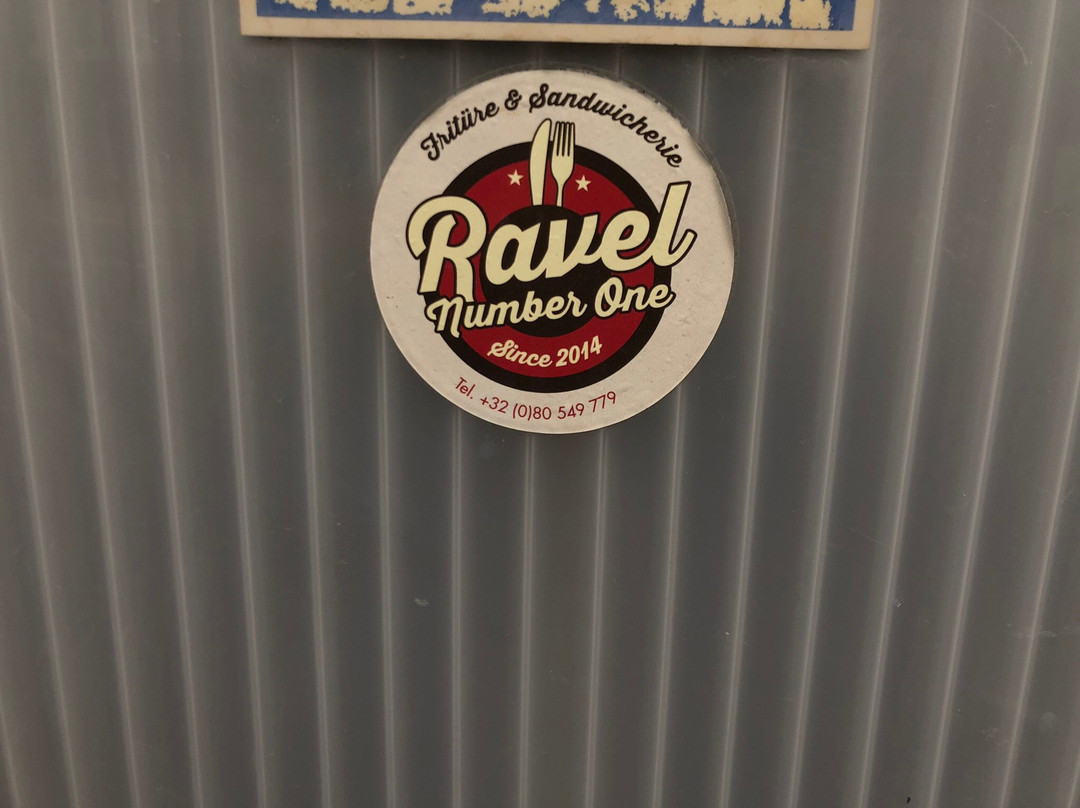 Fritüre & Sandwicherie
Ravel
Number One
Since 2014
Tel. +32 (0)80 549 779